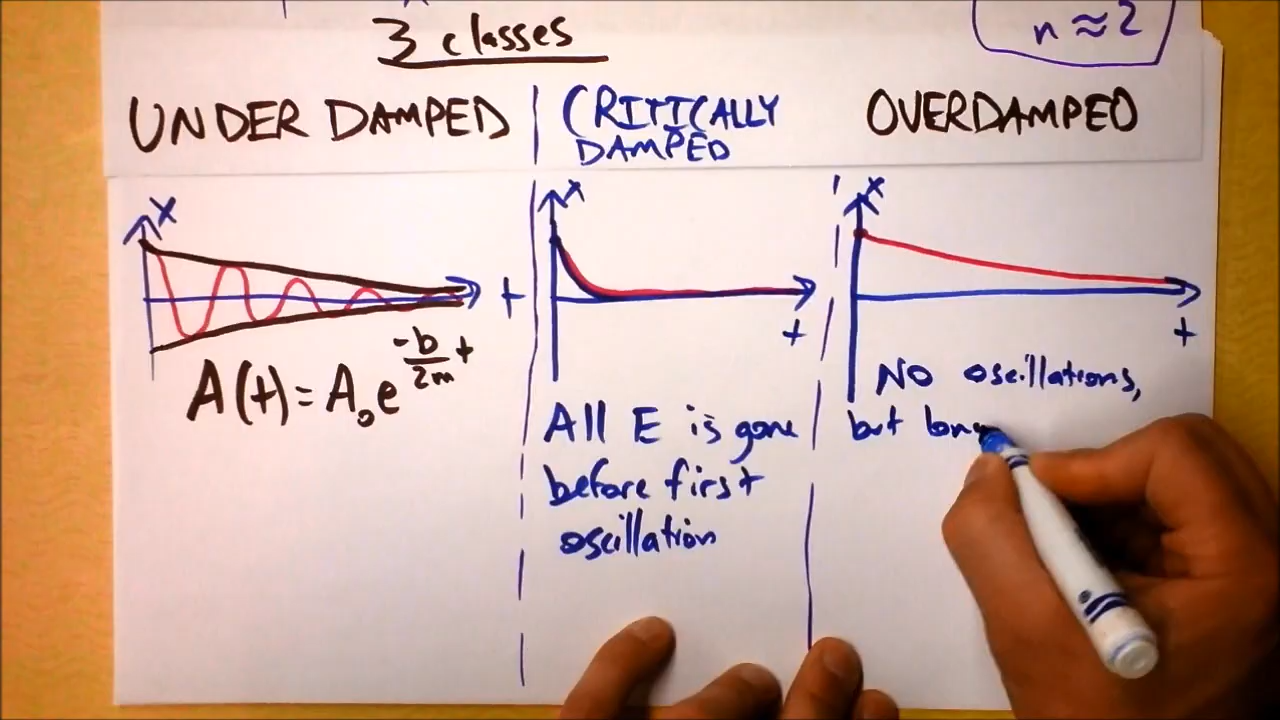 3 classes
n ≈ 2
UNDER DAMPED
CRITICALLY
DAMPED
OVERDAMPED
x
t
A(t) = A₀e^(-b/2m t)
x
t
All E is gone
before first
oscillation
x
t
No oscillations,
but long